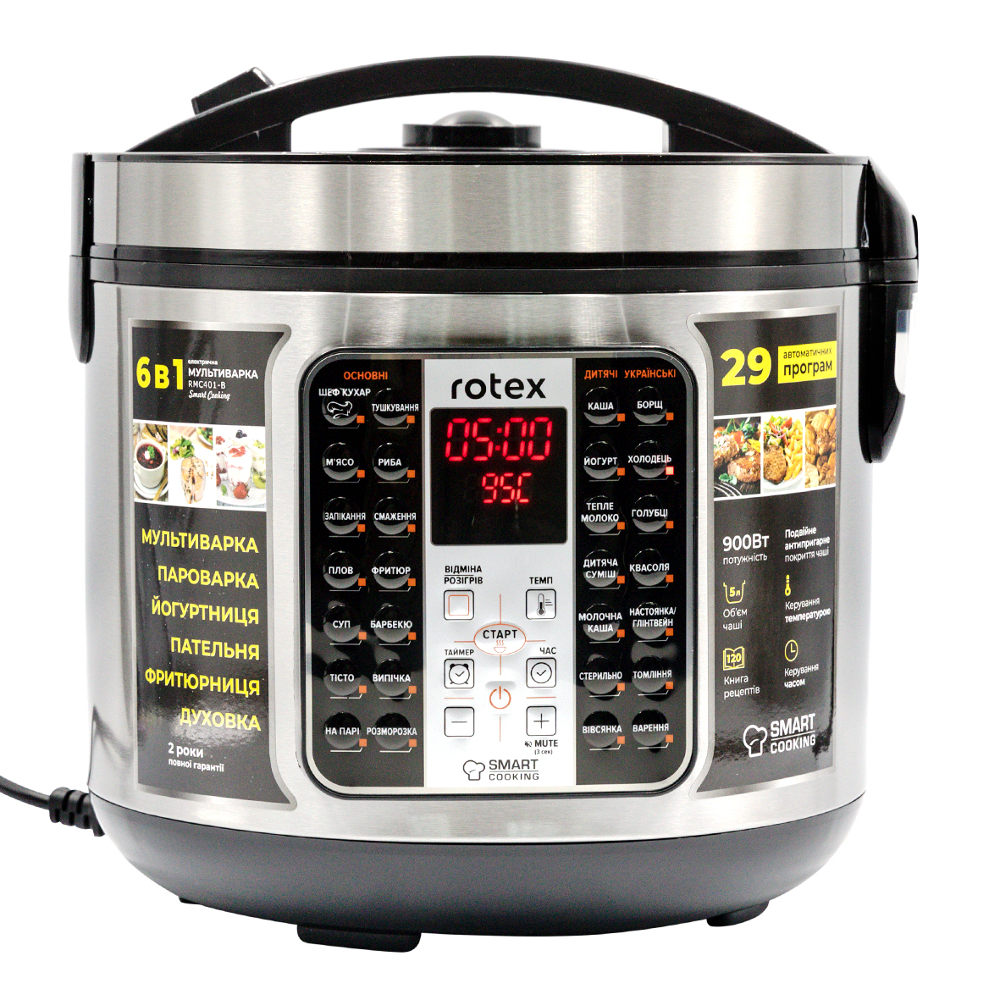 6 в 1
електрична
МУЛЬТИВАРКА
RMC401-B
Smart Cooking
МУЛЬТИВАРКА
ПАРОВАРКА
ЙОГУРТНИЦЯ
ПАТЕЛЬНЯ
ФРИТЮРНИЦЯ
ДУХОВКА
2 роки
повної гарантії
ОСНОВНІ
ШЕФ КУХАР
ТУШКУВАННЯ
М'ЯСО
РИБА
ЗАПІКАННЯ
СМАЖЕННЯ
ПЛОВ
ФРИТЮР
СУП
БАРБЕКЮ
ТІСТО
ВИПІЧКА
НА ПАРІ
РОЗМОРОЗКА
rotex
05:00
95C
ВІДМІНА
РОЗІГРІВ
ТЕМП
СТАРТ
ТАЙМЕР
ЧАС
MUTE
(3 сек)
SMART
COOKING
ДИТЯЧІ
УКРАЇНСЬКІ
КАША
БОРЩ
ЙОГУРТ
ХОЛОДЕЦЬ
ТЕПЛЕ
МОЛОКО
ГОЛУБЦІ
ДИТЯЧА
СУМІШ
КВАСОЛЯ
МОЛОЧНА
КАША
НАСТОЯНКА/
ГЛІНТВЕЙН
СТЕРИЛЬНО
ТОМЛІННЯ
ВІВСЯНКА
ВАРЕННЯ
29
автоматичних
програм
900Вт
потужність
Подвійне
антипригарне
покриття чаші
5л
Об'єм
чаші
Керування
температурою
120
Книга
рецептів
Керування
часом
SMART
COOKING